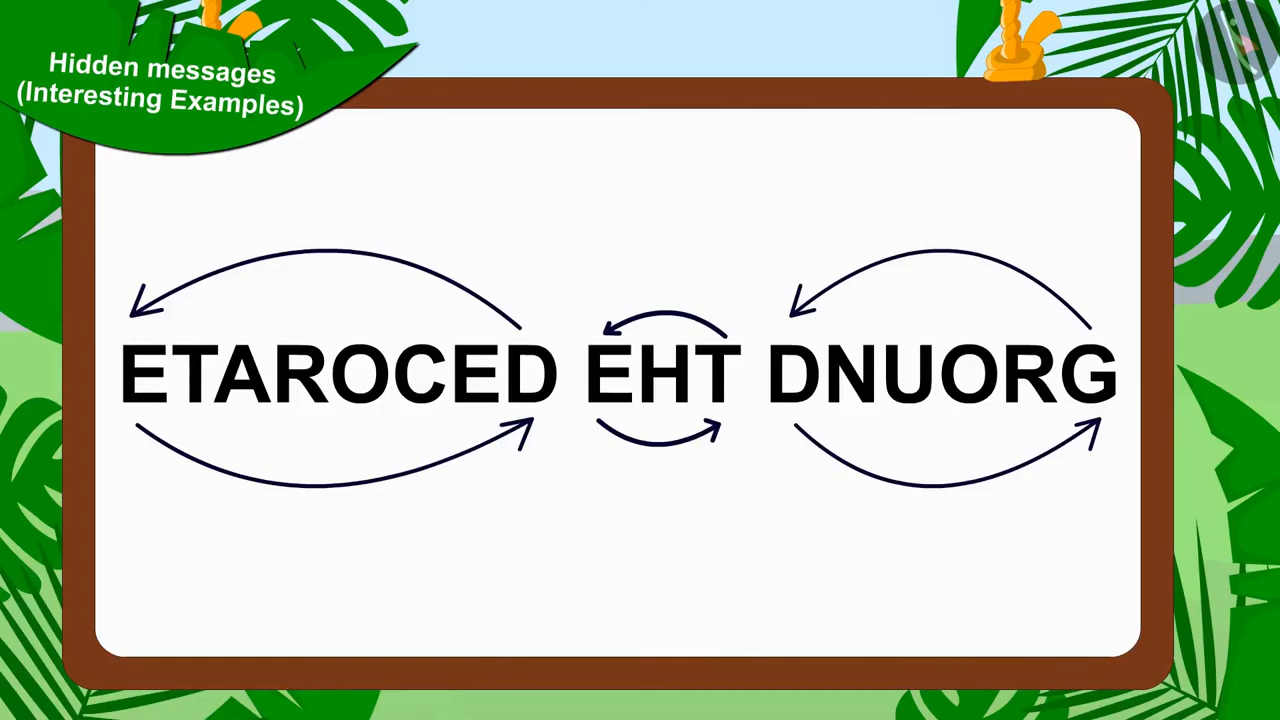 Hidden messages
(Interesting Examples)
ETAROCED EHT DNUORG